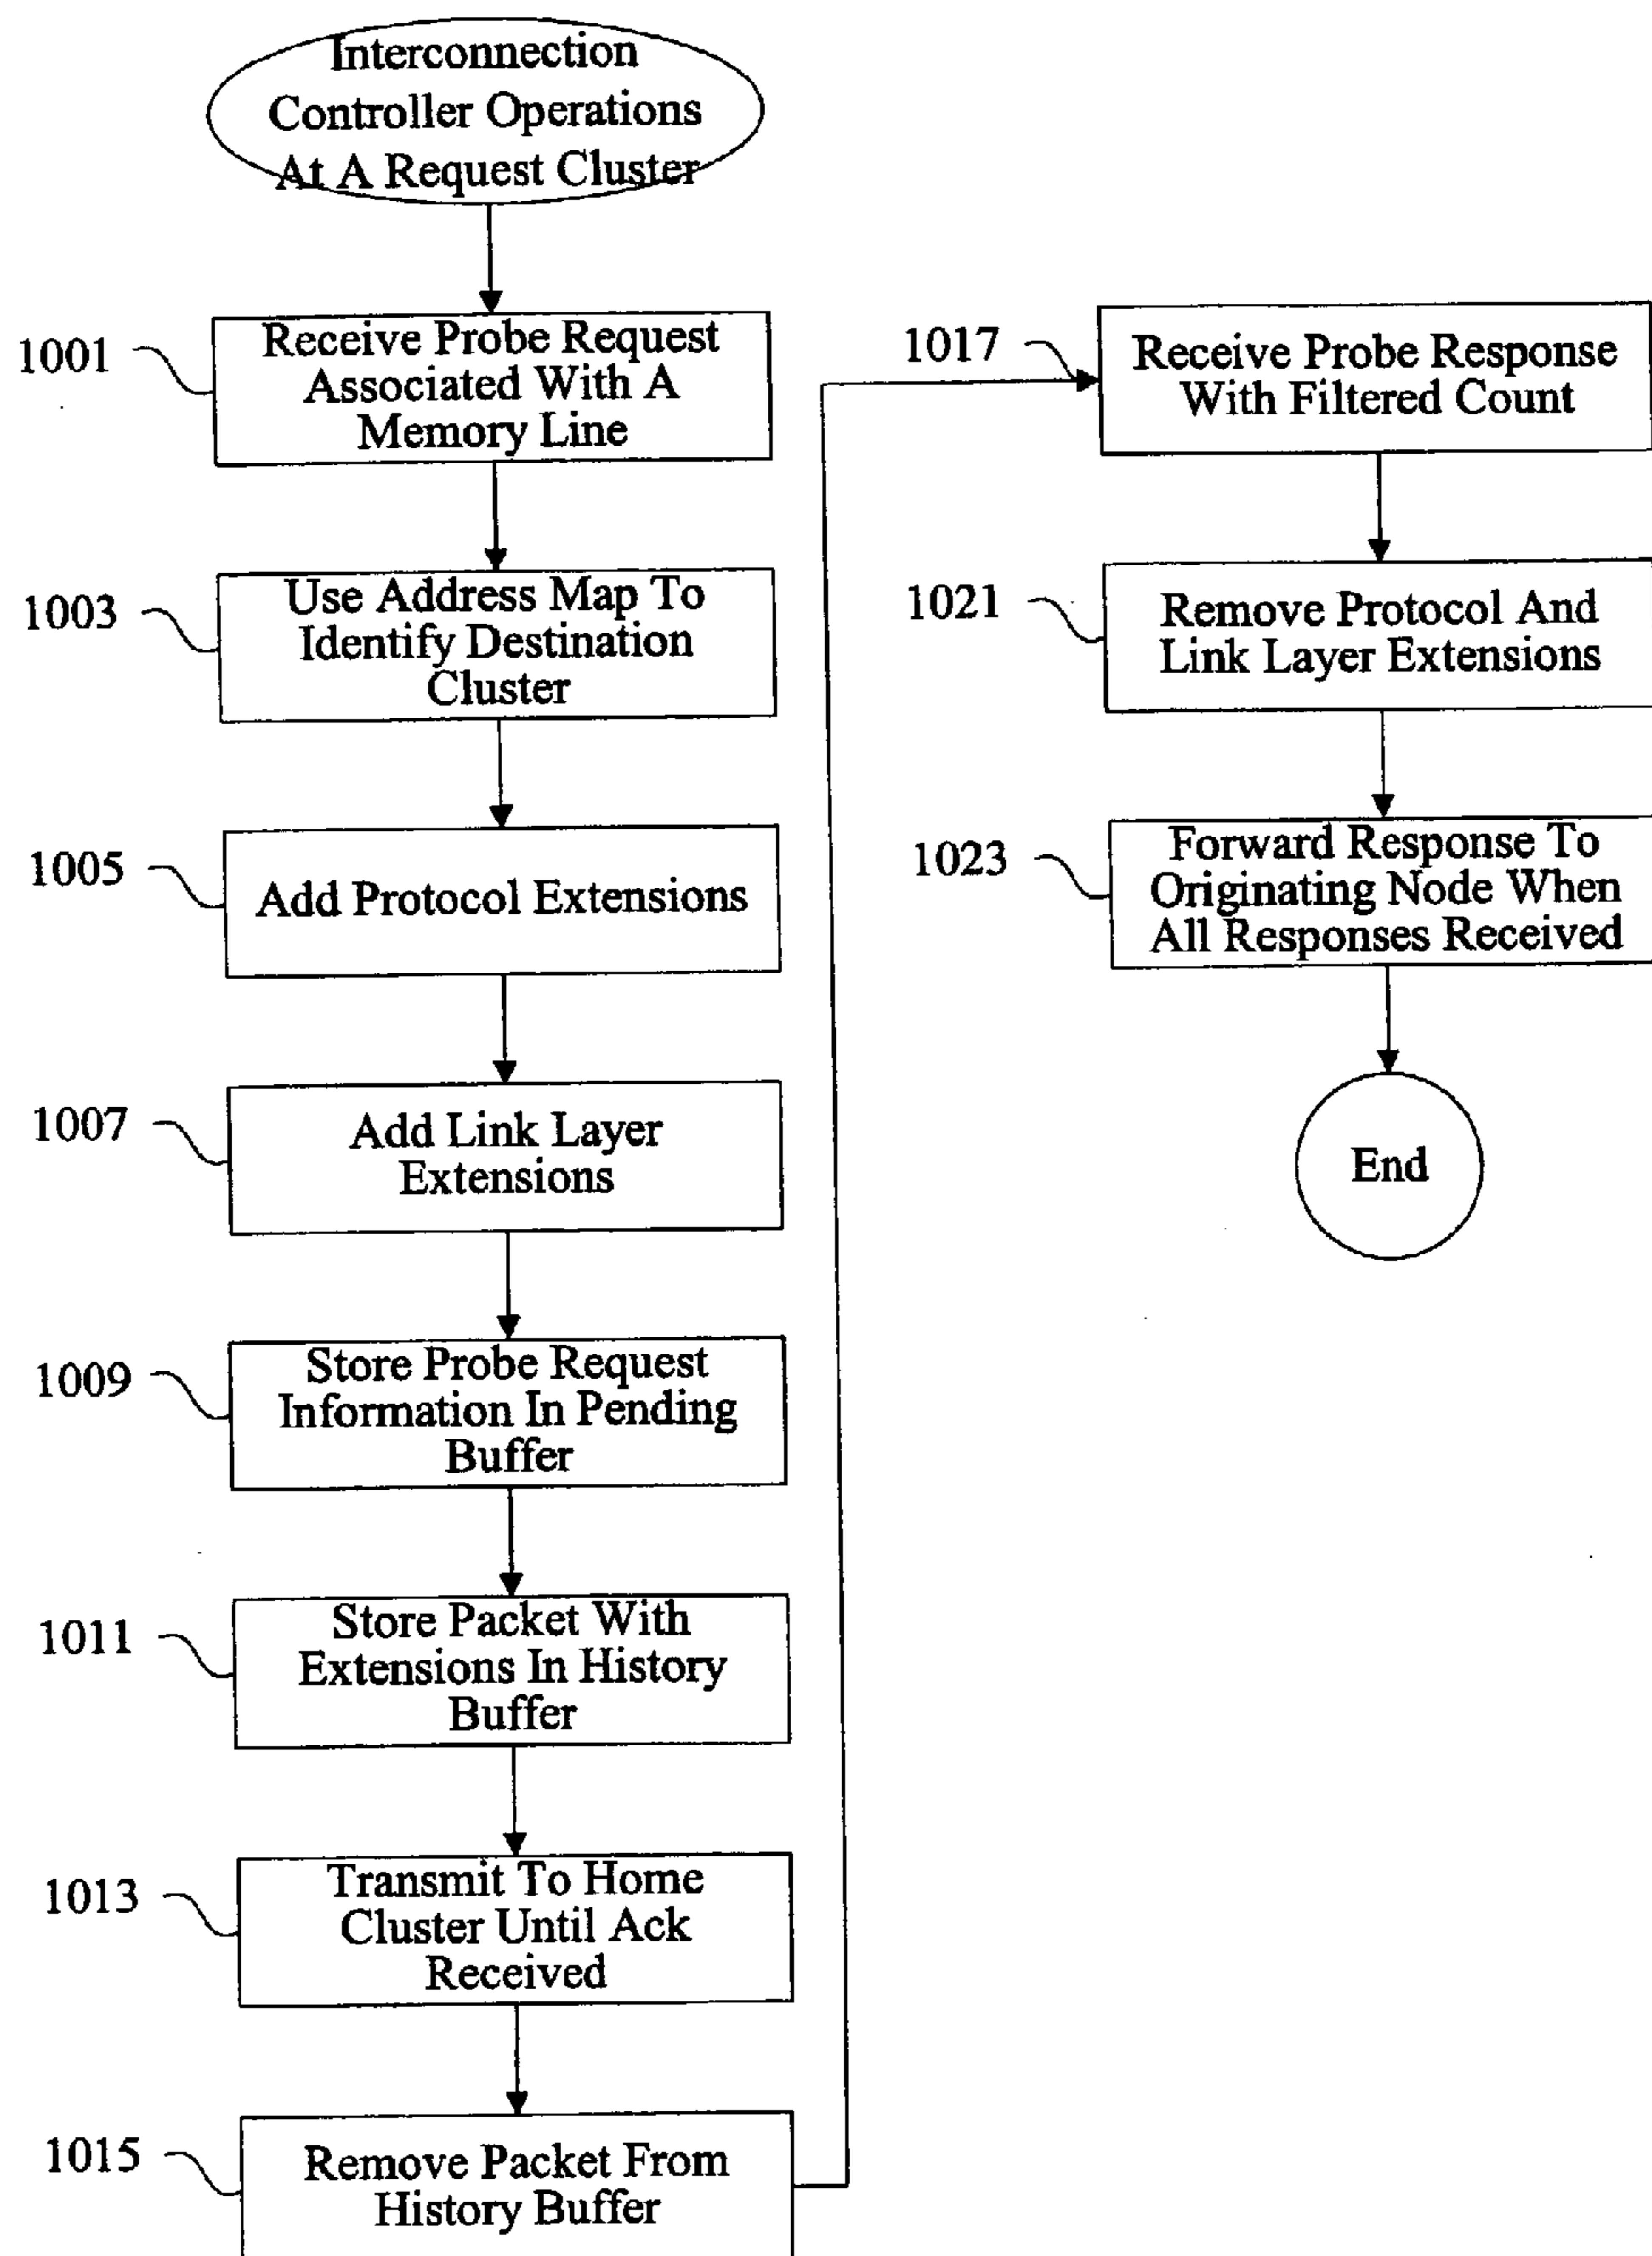 Interconnection
Controller Operations
At A Request Cluster
1001
Receive Probe Request
Associated With A
Memory Line
1003
Use Address Map To
Identify Destination
Cluster
1005
Add Protocol Extensions
1007
Add Link Layer
Extensions
1009
Store Probe Request
Information In Pending
Buffer
1011
Store Packet With
Extensions In History
Buffer
1013
Transmit To Home
Cluster Until Ack
Received
1015
Remove Packet From
History Buffer
1017
Receive Probe Response
With Filtered Count
1021
Remove Protocol And
Link Layer Extensions
1023
Forward Response To
Originating Node When
All Responses Received
End